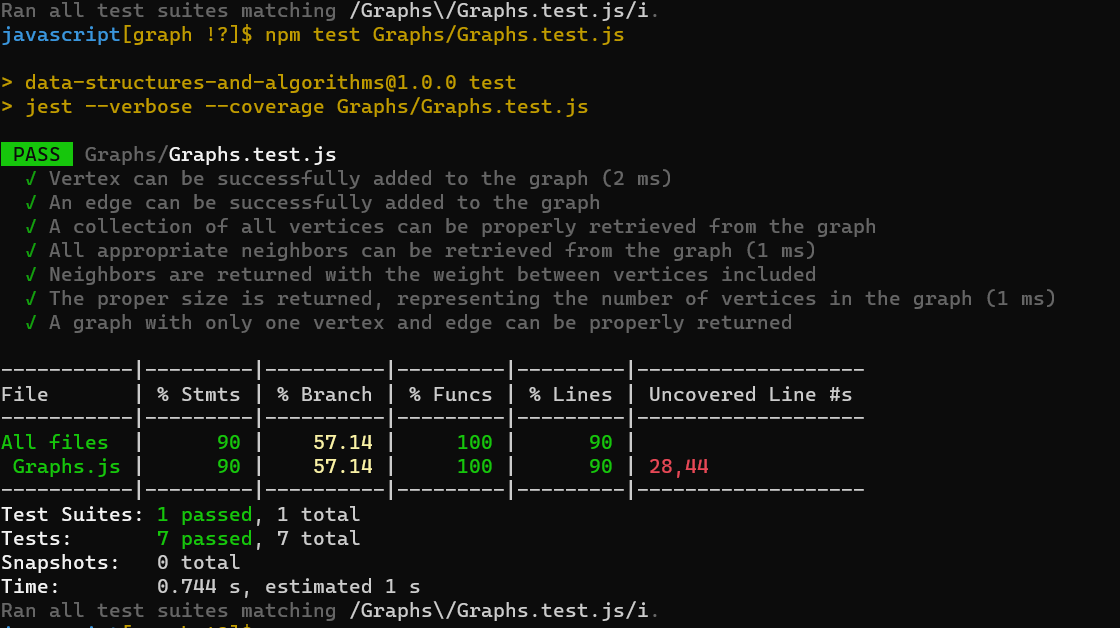 Ran all test suites matching /Graphs\/Graphs.test.js/i.
javascript[graph !?]$ npm test Graphs/Graphs.test.js
> data-structures-and-algorithms@1.0.0 test
> jest --verbose --coverage Graphs/Graphs.test.js
PASS Graphs/Graphs.test.js
√ Vertex can be successfully added to the graph (2 ms)
√ An edge can be successfully added to the graph
√ A collection of all vertices can be properly retrieved from the graph
√ All appropriate neighbors can be retrieved from the graph (1 ms)
√ Neighbors are returned with the weight between vertices included
√ The proper size is returned, representing the number of vertices in the graph (1 ms)
√ A graph with only one vertex and edge can be properly returned
-----------|---------|----------|---------|---------|-------------------
File       | % Stmts | % Branch | % Funcs | % Lines | Uncovered Line #s
-----------|---------|----------|---------|---------|-------------------
All files  |      90 |    57.14 |     100 |      90 |
 Graphs.js |      90 |    57.14 |     100 |      90 | 28,44
-----------|---------|----------|---------|---------|-------------------
Test Suites: 1 passed, 1 total
Tests:       7 passed, 7 total
Snapshots:   0 total
Time:        0.744 s, estimated 1 s
Ran all test suites matching /Graphs\/Graphs.test.js/i.